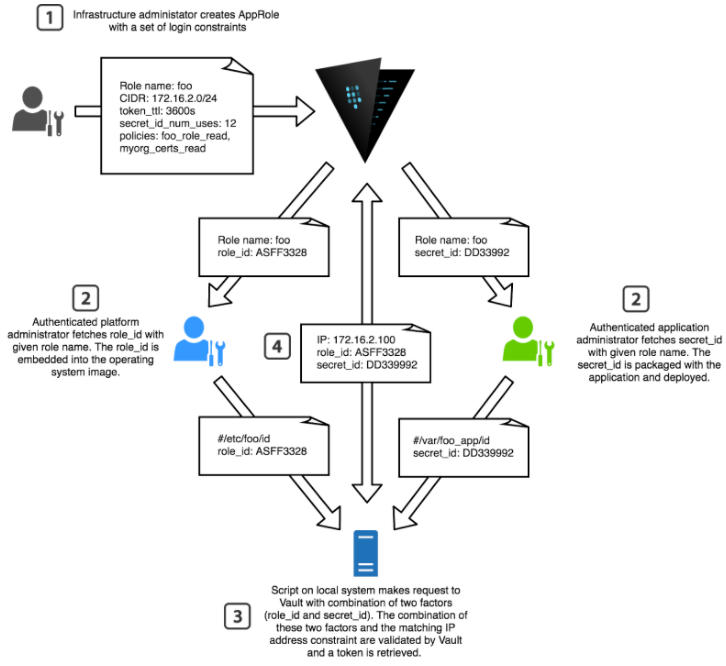 1
Infrastructure administator creates AppRole
with a set of login constraints
Role name: foo
CIDR: 172.16.2.0/24
token_ttl: 3600s
secret_id_num_uses: 12
policies: foo_role_read,
myorg_certs_read
Role name: foo
role_id: ASFF3328
Role name: foo
secret_id: DD33992
2
Authenticated platform
administrator fetches role_id with
given role name. The role_id is
embedded into the operating
system image.
4
IP: 172.16.2.100
role_id: ASFF3328
secret_id: DD339992
2
Authenticated application
administrator fetches secret_id
with given role name. The
secret_id is packaged with the
application and deployed.
#/etc/foo/id
role_id: ASFF3328
#/var/foo_app/id
secret_id: DD339992
3
Script on local system makes request to
Vault with combination of two factors
(role_id and secret_id). The combination of
these two factors and the matching IP
address constraint are validated by Vault
and a token is retrieved.